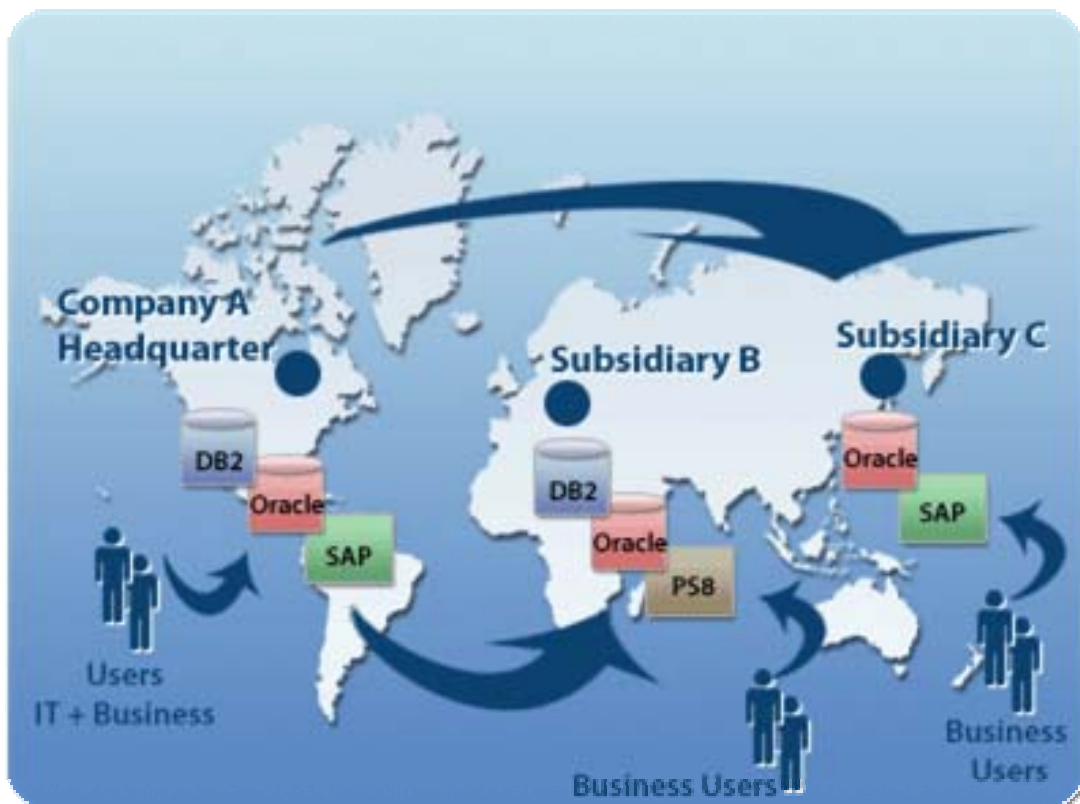 Company A
Headquarter
Subsidiary B
Subsidiary C
DB2
Oracle
SAP
DB2
Oracle
PS8
Oracle
SAP
Users
IT + Business
Business Users
Business
Users